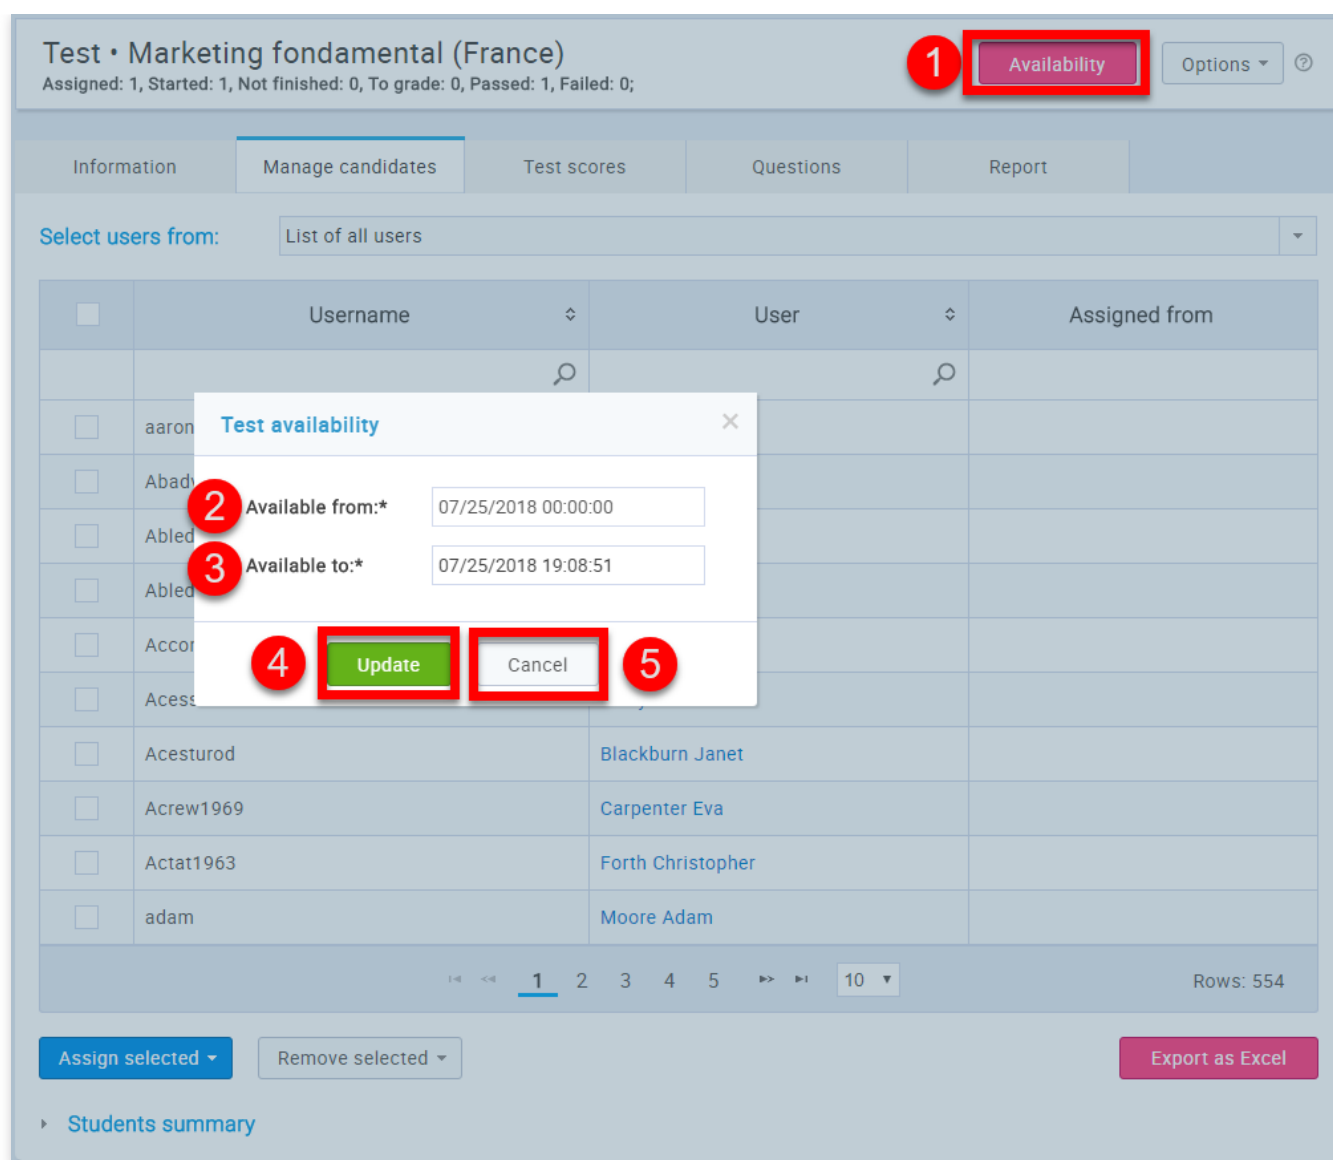 Test • Marketing fondamental (France)
Assigned: 1, Started: 1, Not finished: 0, To grade: 0, Passed: 1, Failed: 0;
1
Availability
Options
?
Information
Manage candidates
Test scores
Questions
Report
Select users from:
List of all users
Username
User
Assigned from
aaron
Test availability
2
Available from:*
07/25/2018 00:00:00
Abled
3
Available to:*
07/25/2018 19:08:51
Abled
4
Update
Cancel
5
Acesturod
Blackburn Janet
Acrew1969
Carpenter Eva
Actat1963
Forth Christopher
adam
Moore Adam
1 2 3 4 5
10
Rows: 554
Assign selected
Remove selected
Export as Excel
Students summary